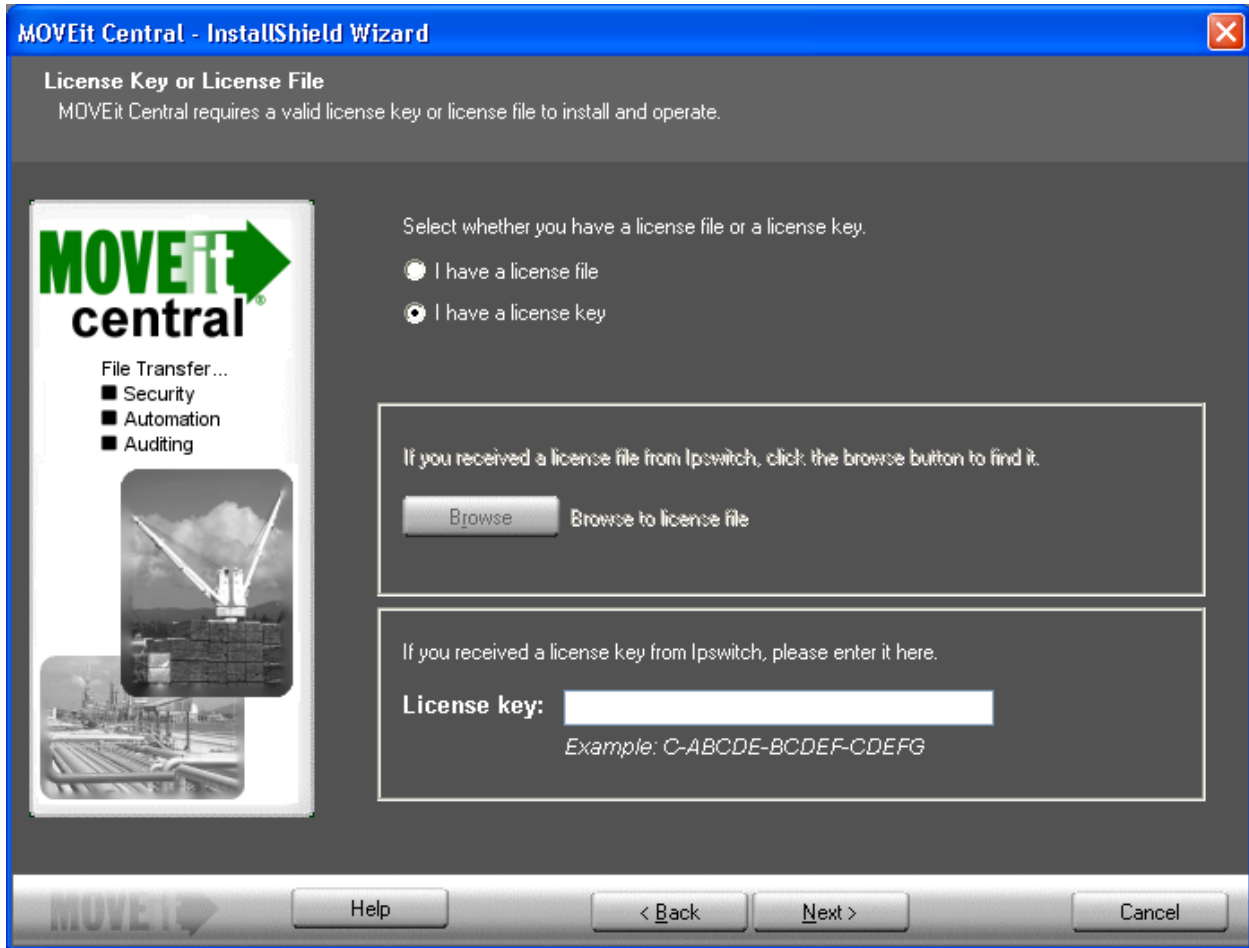 MOVEit Central - InstallShield Wizard
License Key or License File
MOVEit Central requires a valid license key or license file to install and operate.
MOVEit
central®
File Transfer...
Security
Automation
Auditing
Select whether you have a license file or a license key.
I have a license file
I have a license key
If you received a license file from Ipswitch, click the browse button to find it.
Browse
Browse to license file
If you received a license key from Ipswitch, please enter it here.
License key:
Example: C-ABCDE-BCDEF-CDEFG
MOVEit
Help
< Back
Next >
Cancel